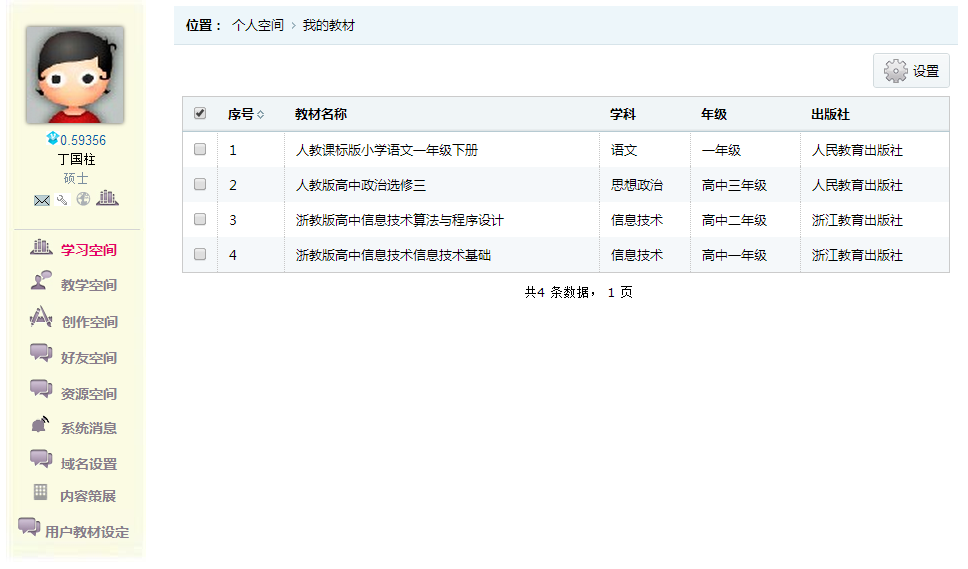 0.59356
丁国柱
硕士
学习空间
教学空间
创作空间
好友空间
资源空间
系统消息
域名设置
内容策展
用户教材设定
位置： 个人空间 › 我的教材
设置
序号 教材名称 学科 年级 出版社
1 人教课标版小学语文一年级下册 语文 一年级 人民教育出版社
2 人教版高中政治选修三 思想政治 高中三年级 人民教育出版社
3 浙教版高中信息技术算法与程序设计 信息技术 高中二年级 浙江教育出版社
4 浙教版高中信息技术信息技术基础 信息技术 高中一年级 浙江教育出版社
共4 条数据， 1 页